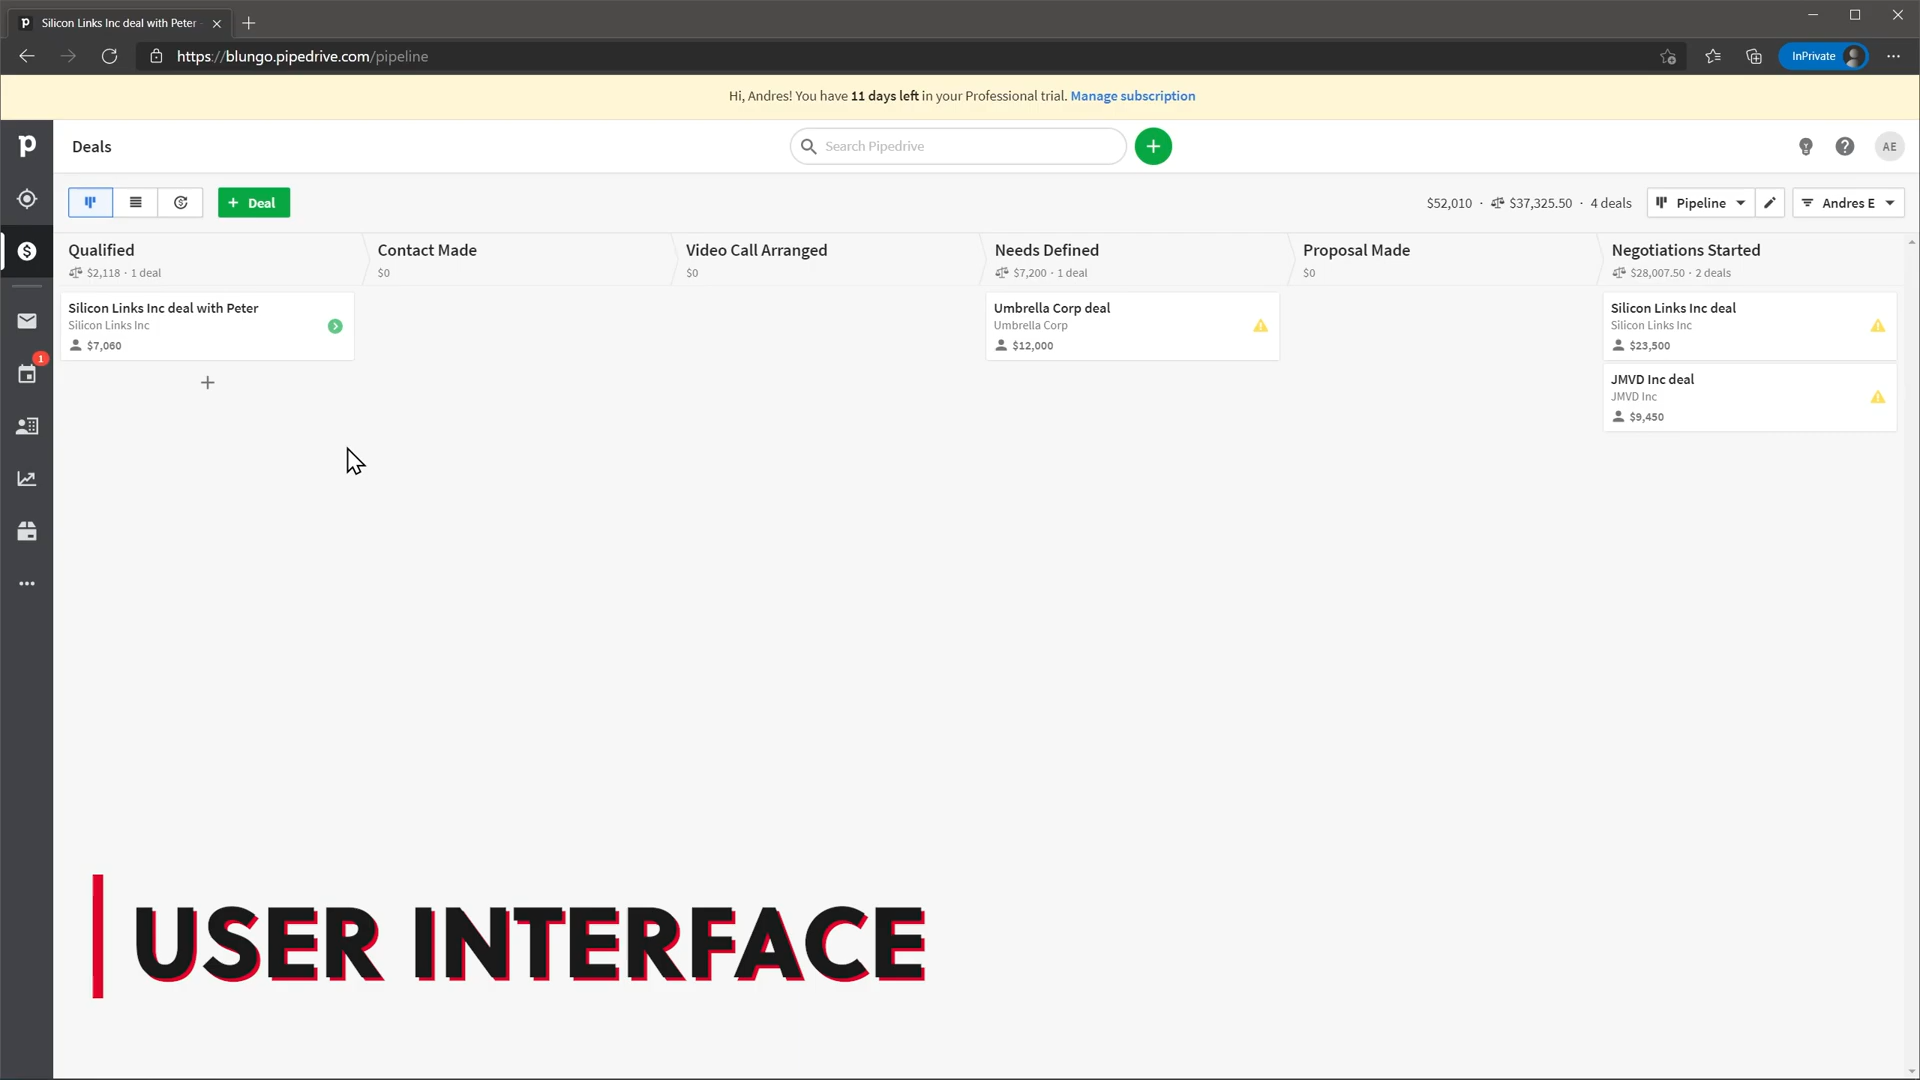 Silicon Links Inc deal with Peter
https://blungo.pipedrive.com/pipeline
InPrivate
Hi, Andres! You have 11 days left in your Professional trial. Manage subscription
p
Deals
Search Pipedrive
AE
+ Deal
$52,010 · $37,325.50 · 4 deals
Pipeline
Andres E
Qualified
$2,118 · 1 deal
Contact Made
$0
Video Call Arranged
$0
Needs Defined
$7,200 · 1 deal
Proposal Made
$0
Negotiations Started
$28,007.50 · 2 deals
Silicon Links Inc deal with Peter
Silicon Links Inc
$7,060
Umbrella Corp deal
Umbrella Corp
$12,000
Silicon Links Inc deal
Silicon Links Inc
$23,500
JMVD Inc deal
JMVD Inc
$9,450
1
USER INTERFACE